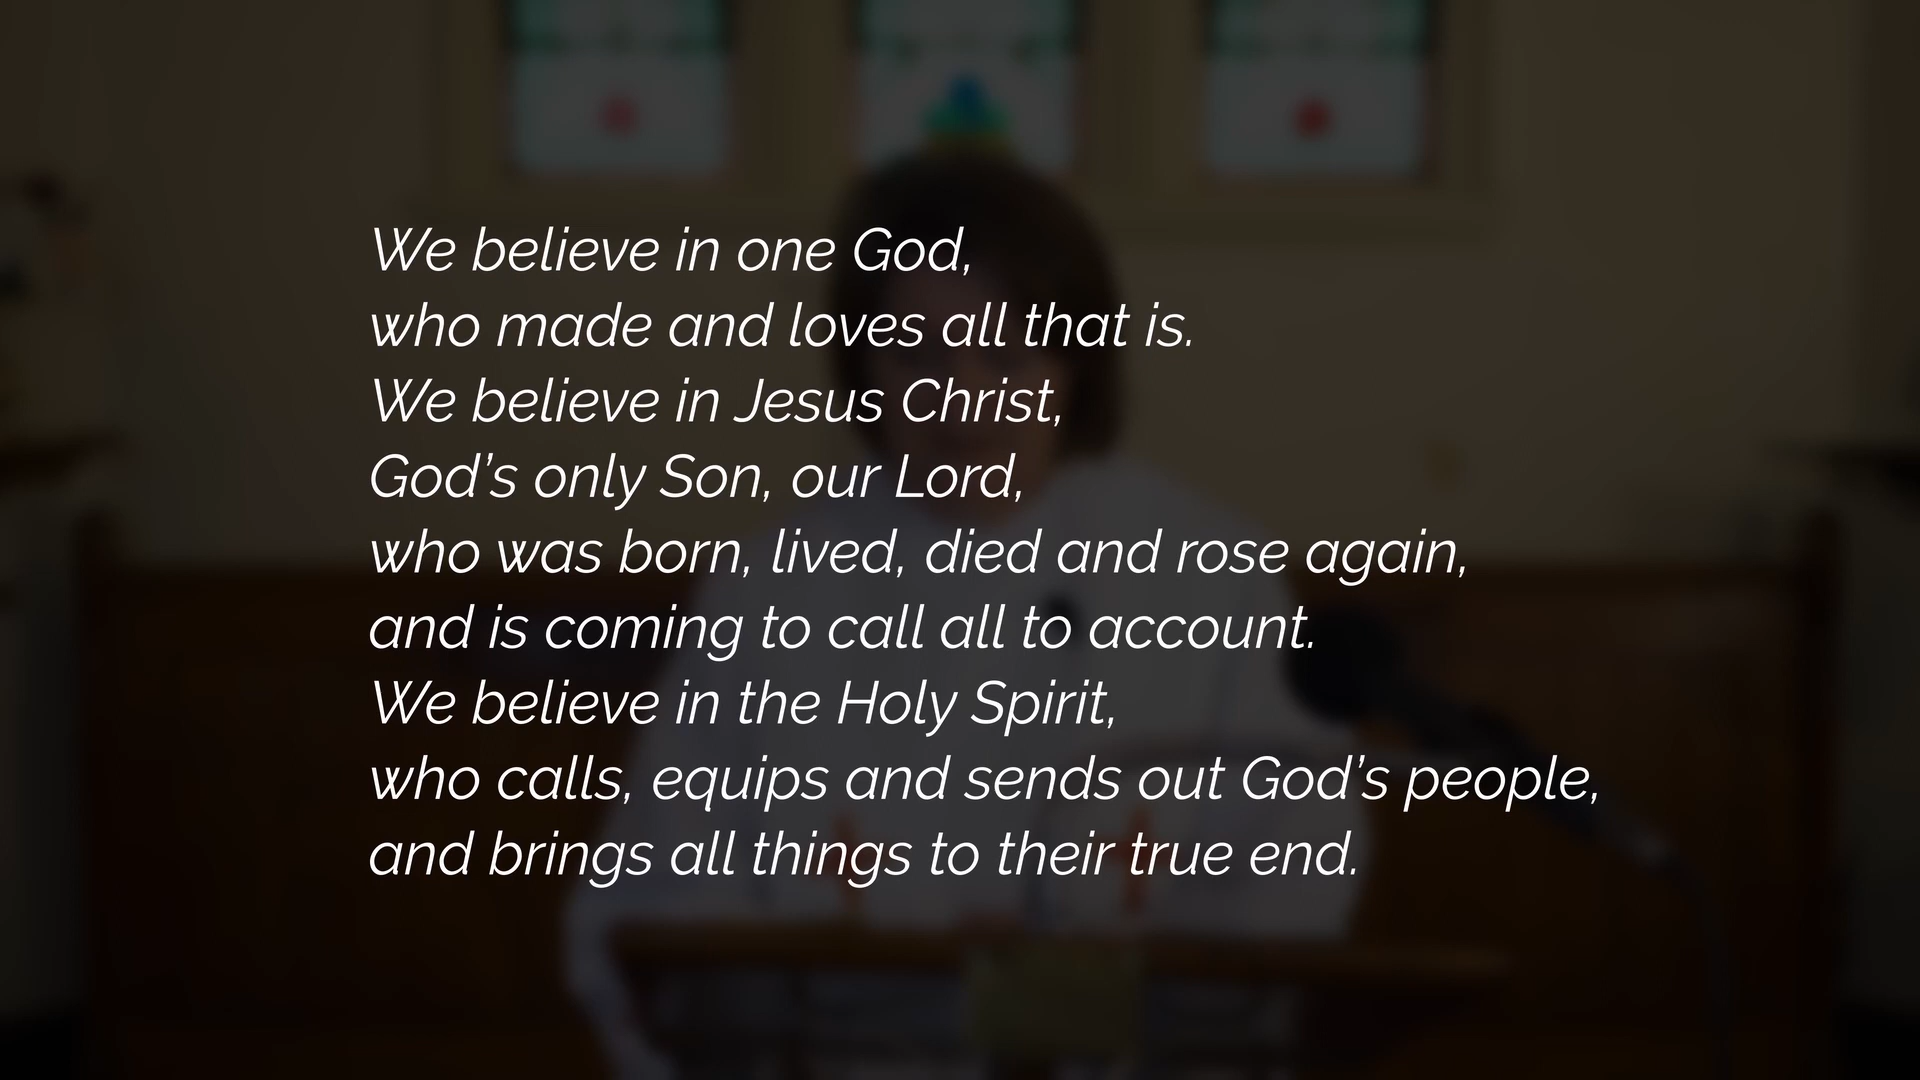 We believe in one God,
who made and loves all that is.
We believe in Jesus Christ,
God’s only Son, our Lord,
who was born, lived, died and rose again,
and is coming to call all to account.
We believe in the Holy Spirit,
who calls, equips and sends out God’s people,
and brings all things to their true end.